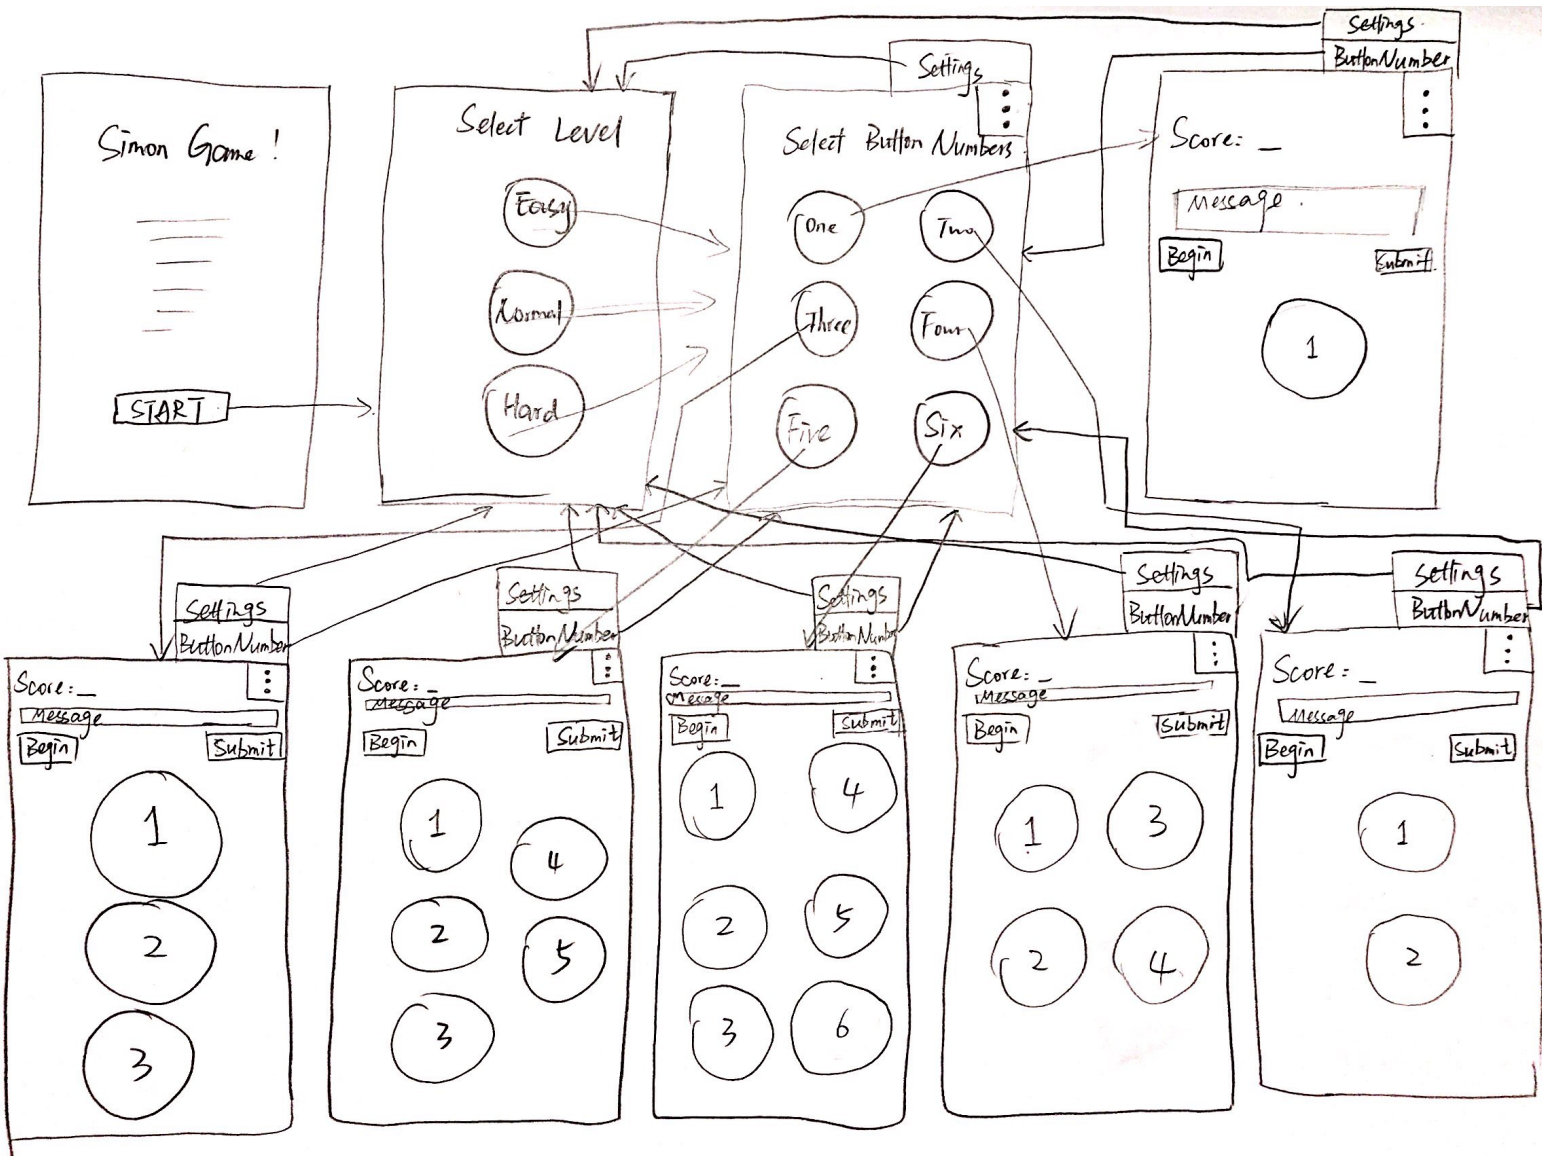 Simon Game!
START
Select Level
Easy
Normal
Hard
Settings
Select Button Numbers
One
Two
Three
Four
Five
Six
Settings
ButtonNumber
Score: _
Message
Begin
Submit
1
Settings
ButtonNumber
Score: _
Message
Begin
Submit
1
2
3
Settings
ButtonNumber
Score: _
Message
Begin
Submit
1
4
2
5
3
Settings
ButtonNumber
Score: _
Message
Begin
Submit
1
4
2
5
3
6
Settings
ButtonNumber
Score: _
Message
Begin
Submit
1
3
2
4
Settings
ButtonNumber
Score: _
Message
Begin
Submit
1
2